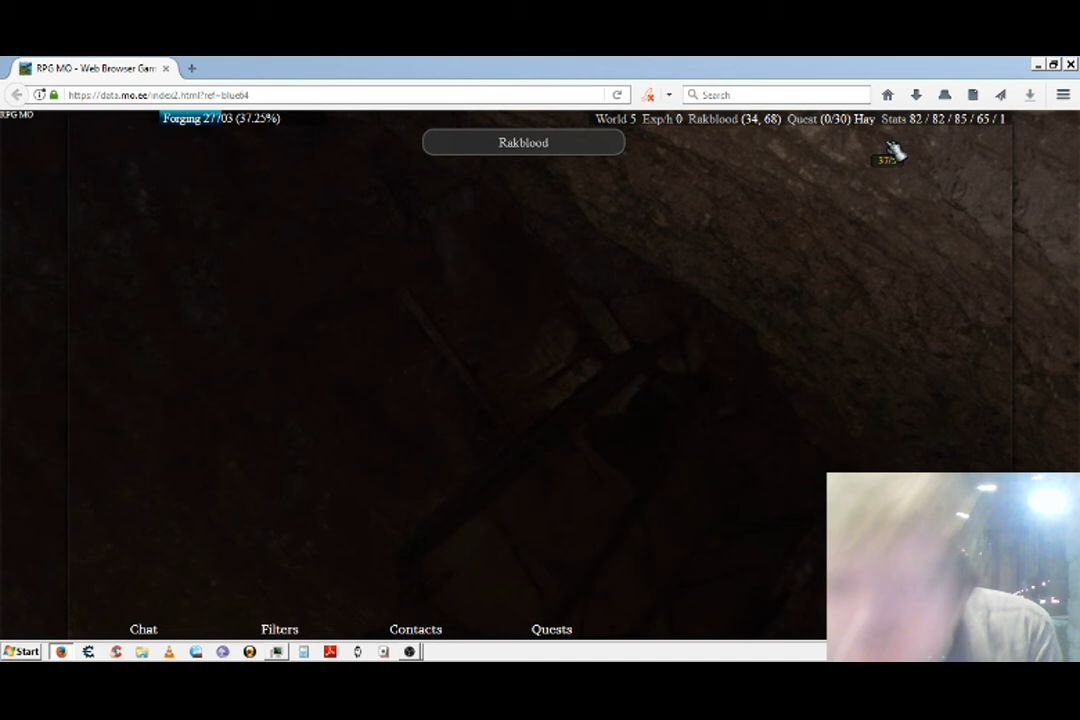 RPG MO - Web Browser Gam
https://data.mo.ee/index2.html?ref=blue64
Search
RPG MO
Forging 27/03 (37.25%)
World 5 Exp/h 0 Rakblood (34, 68) Quest (0/30) Hay Stats 82 / 82 / 85 / 65 / 1
Rakblood
Chat
Filters
Contacts
Quests
Start